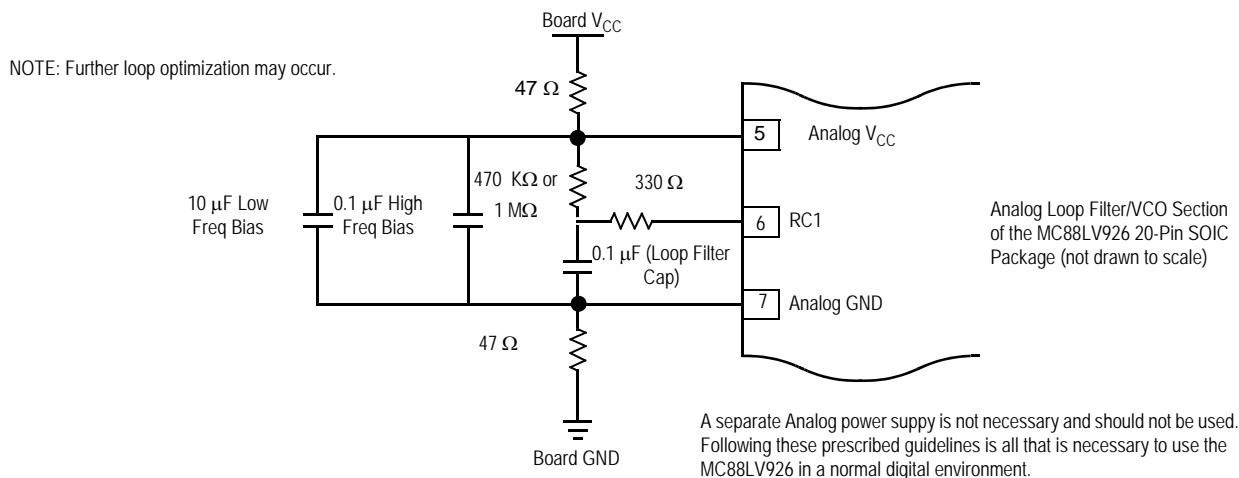 Board VCC
NOTE: Further loop optimization may occur.
47 Ω
5
Analog VCC
470 KΩ or
1 MΩ
330 Ω
10 µF Low
Freq Bias
0.1 µF High
Freq Bias
6
RC1
Analog Loop Filter/VCO Section
of the MC88LV926 20-Pin SOIC
Package (not drawn to scale)
0.1 µF (Loop Filter
Cap)
7
Analog GND
47 Ω
Board GND
A separate Analog power suppy is not necessary and should not be used.
Following these prescribed guidelines is all that is necessary to use the
MC88LV926 in a normal digital environment.